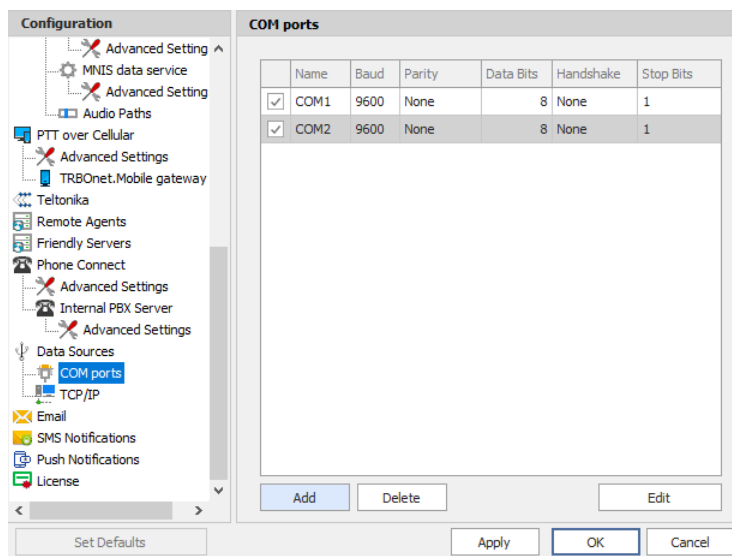 Configuration
Advanced Setting
MNIS data service
Advanced Setting
Audio Paths
PTT over Cellular
Advanced Settings
TRBOnet.Mobile gateway
Teltonika
Remote Agents
Friendly Servers
Phone Connect
Advanced Settings
Internal PBX Server
Advanced Settings
Data Sources
COM ports
TCP/IP
Email
SMS Notifications
Push Notifications
License
Set Defaults
COM ports
Name Baud Parity Data Bits Handshake Stop Bits
COM1 9600 None 8 None 1
COM2 9600 None 8 None 1
Add Delete Edit
Apply OK Cancel